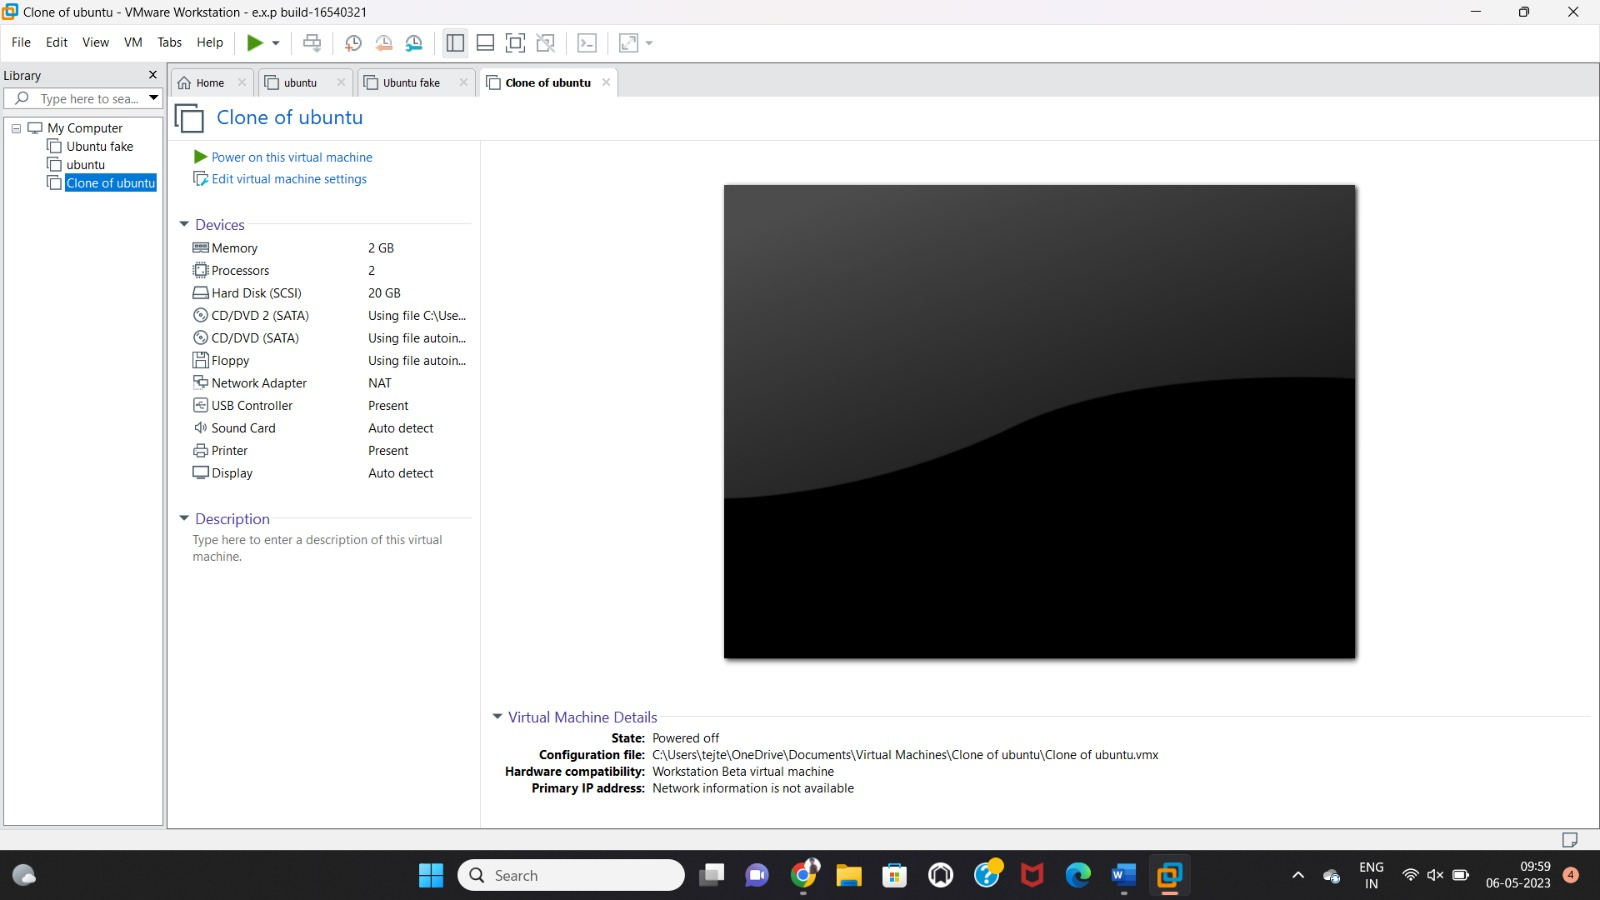 Clone of ubuntu - VMware Workstation - e.x.p build-16540321
File Edit View VM Tabs Help
Library
Type here to sea...
My Computer
Ubuntu fake
ubuntu
Clone of ubuntu
Home ubuntu Ubuntu fake Clone of ubuntu
Clone of ubuntu
Power on this virtual machine
Edit virtual machine settings
Devices
Memory 2 GB
Processors 2
Hard Disk (SCSI) 20 GB
CD/DVD 2 (SATA) Using file C:\Use...
CD/DVD (SATA) Using file autoin...
Floppy Using file autoin...
Network Adapter NAT
USB Controller Present
Sound Card Auto detect
Printer Present
Display Auto detect
Description
Type here to enter a description of this virtual
machine.
Virtual Machine Details
State: Powered off
Configuration file: C:\Users\tejte\OneDrive\Documents\Virtual Machines\Clone of ubuntu\Clone of ubuntu.vmx
Hardware compatibility: Workstation Beta virtual machine
Primary IP address: Network information is not available
Search
ENG
IN
09:59
06-05-2023
4